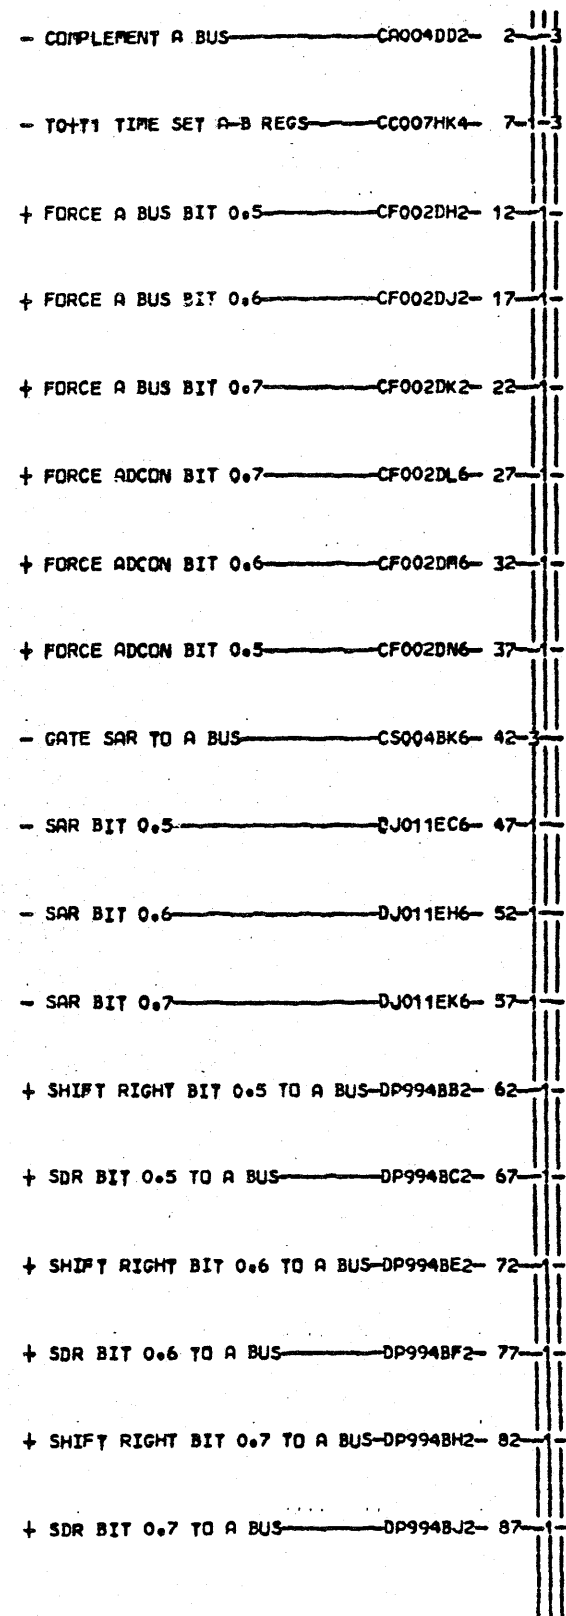 - COMPLEMENT A BUS CA004DD2- 2 3
- T0+T1 TIME SET A-B REGS CC007HK4- 7-1-3
+ FORCE A BUS BIT 0.5 CF002DH2- 12 1-
+ FORCE A BUS BIT 0.6 CF002DJ2- 17 1-
+ FORCE A BUS BIT 0.7 CF002DK2- 22 1-
+ FORCE ADCON BIT 0.7 CF002DL6- 27 1-
+ FORCE ADCON BIT 0.6 CF002DM6- 32 1-
+ FORCE ADCON BIT 0.5 CF002DN6- 37 1-
- GATE SAR TO A BUS CS004BK6- 42-3
- SAR BIT 0.5 DJ011EC6- 47-1
- SAR BIT 0.6 DJ011EH6- 52-1
- SAR BIT 0.7 DJ011EK6- 57-1
+ SHIFT RIGHT BIT 0.5 TO A BUS-DP994BB2- 62 1-
+ SDR BIT 0.5 TO A BUS DP994BC2- 67 1-
+ SHIFT RIGHT BIT 0.6 TO A BUS-DP994BE2- 72 1-
+ SDR BIT 0.6 TO A BUS DP994BF2- 77 1-
+ SHIFT RIGHT BIT 0.7 TO A BUS-DP994BH2- 82 1-
+ SDR BIT 0.7 TO A BUS DP994BJ2- 87 1-